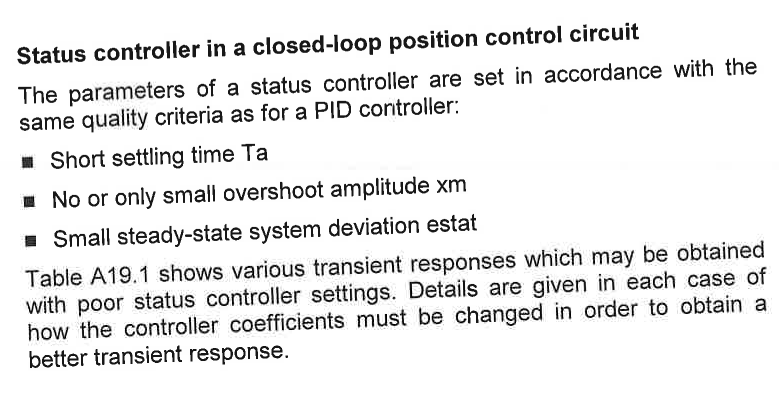 Status controller in a closed-loop position control circuit
The parameters of a status controller are set in accordance with the
same quality criteria as for a PID controller:
■ Short settling time Ta
■ No or only small overshoot amplitude xm
■ Small steady-state system deviation estat
Table A19.1 shows various transient responses which may be obtained
with poor status controller settings. Details are given in each case of
how the controller coefficients must be changed in order to obtain a
better transient response.